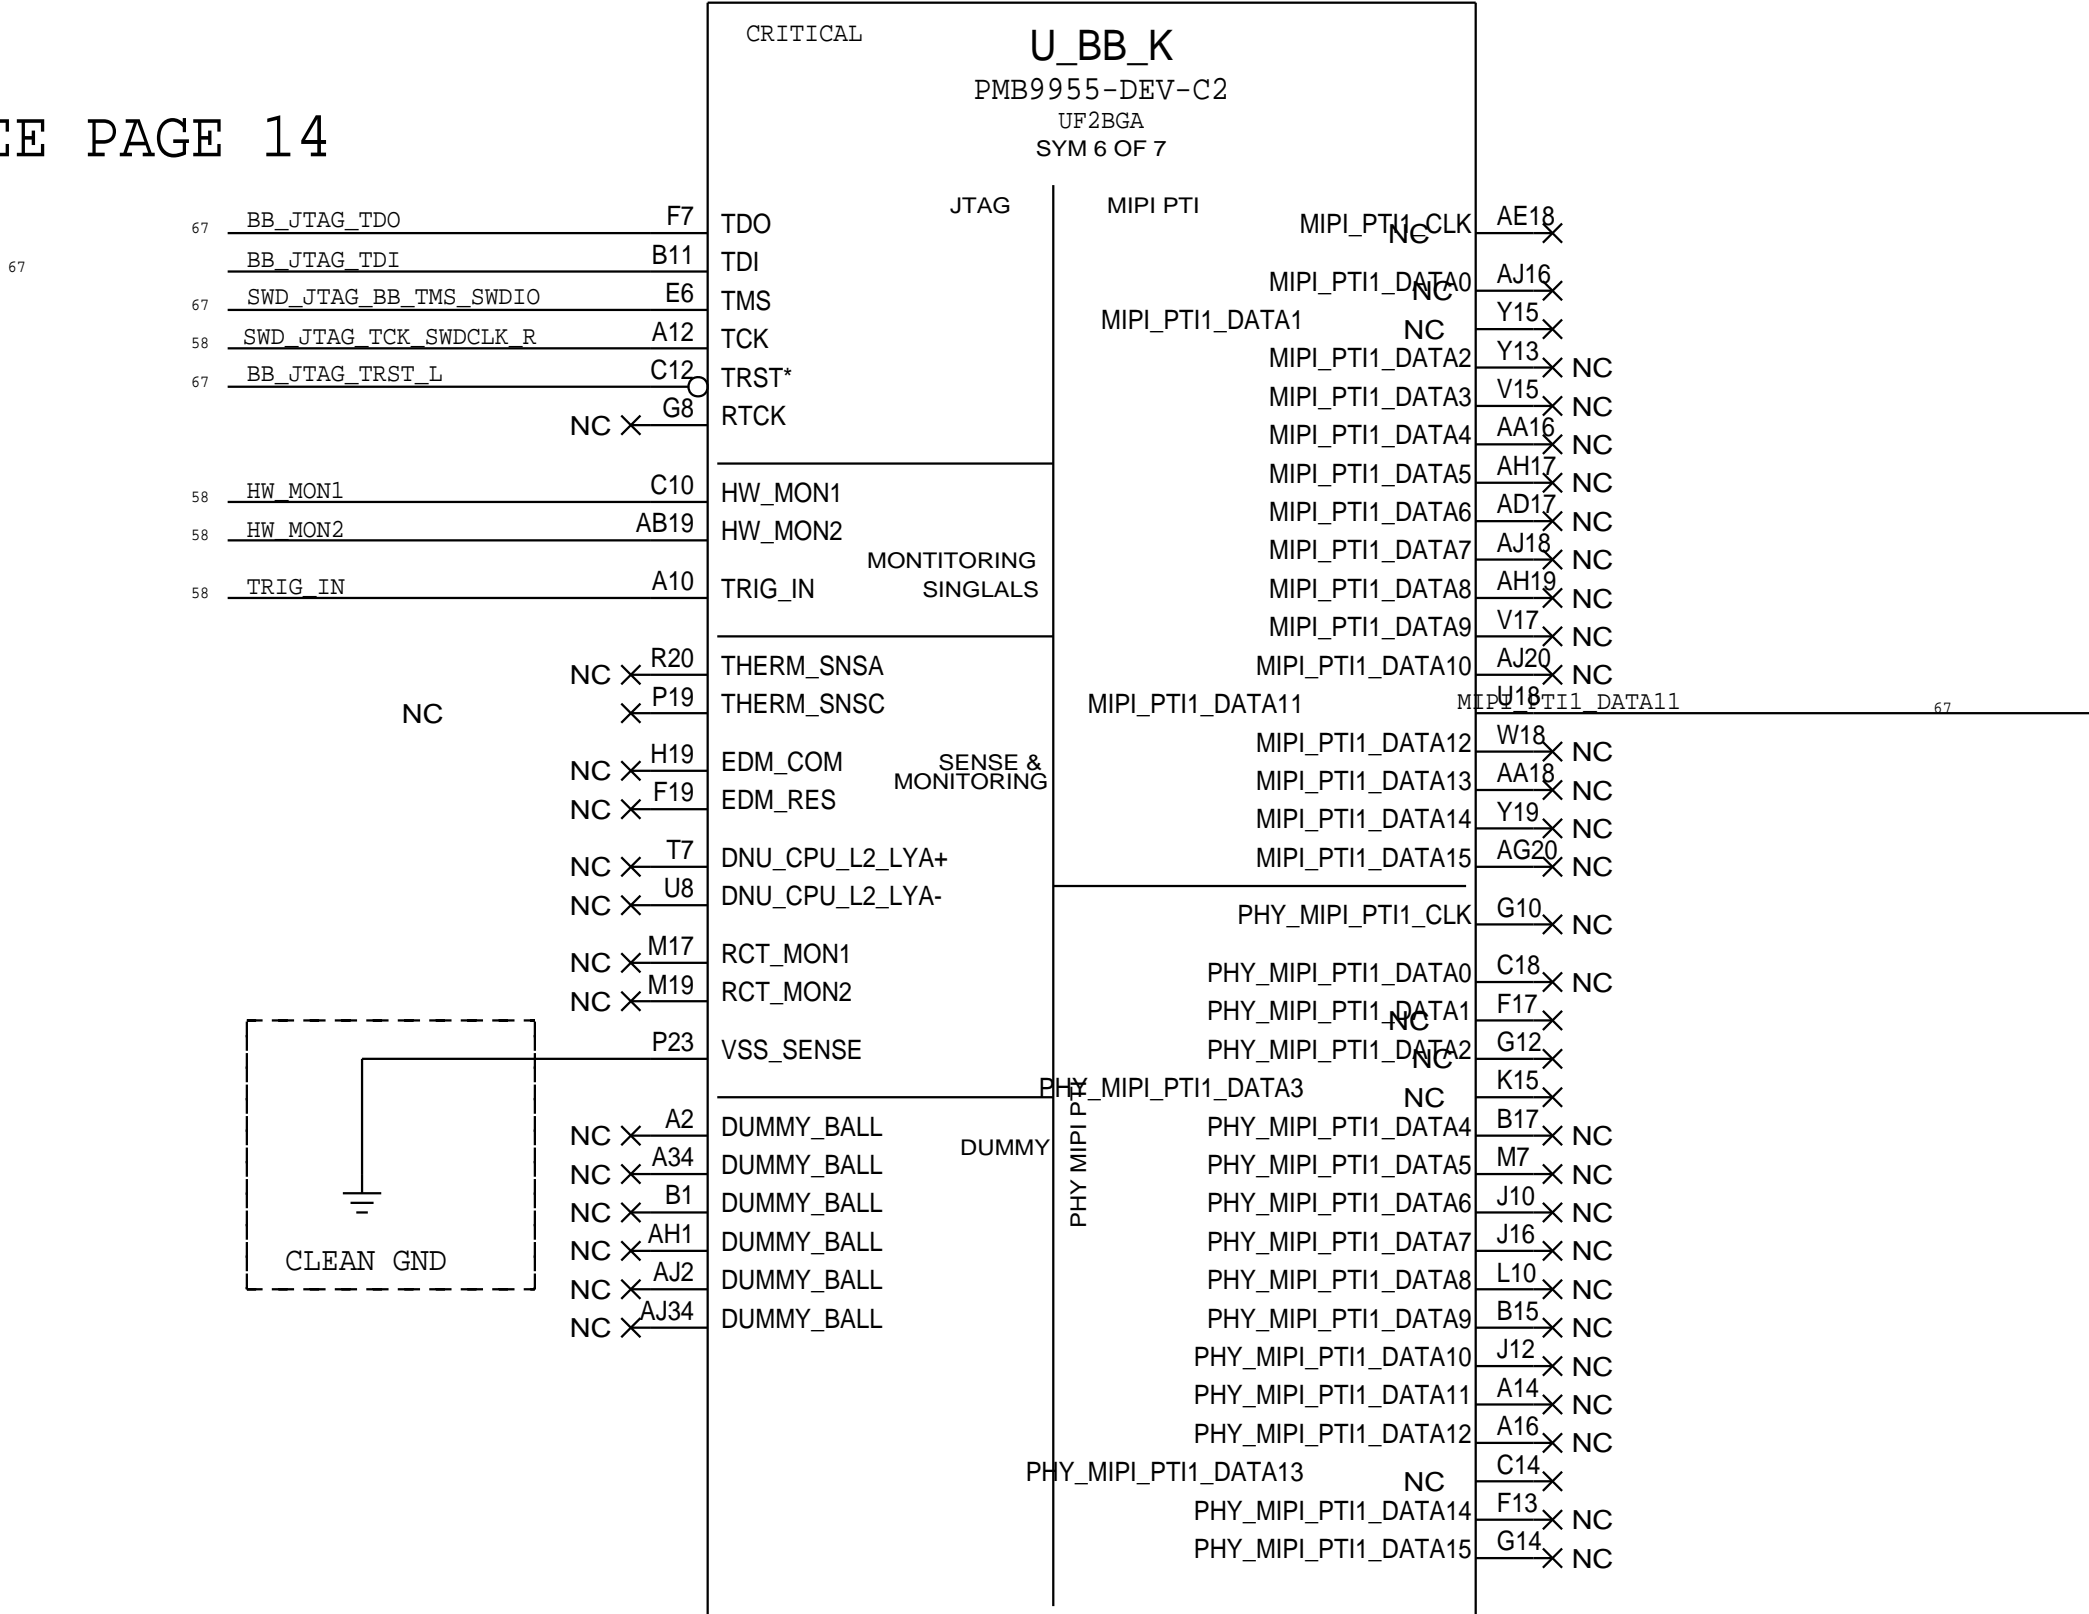 CRITICAL
U_BB_K
PMB9955-DEV-C2
UF2BGA
SYM 6 OF 7
PAGE 14
JTAG
MIPI PTI
67 BB_JTAG_TDO F7 TDO
67 BB_JTAG_TDI B11 TDI
67 SWD_JTAG_BB_TMS_SWDIO E6 TMS
58 SWD_JTAG_TCK_SWDCLK_R A12 TCK
67 BB_JTAG_TRST_L C12 TRST*
NC G8 RTCK
58 HW_MON1 C10 HW_MON1
58 HW_MON2 AB19 HW_MON2
MONTITORING
SINGLALS
58 TRIG_IN A10 TRIG_IN
NC R20 THERM_SNSA
NC P19 THERM_SNSC
NC H19 EDM_COM
NC F19 EDM_RES
SENSE &
MONITORING
NC T7 DNU_CPU_L2_LYA+
NC U8 DNU_CPU_L2_LYA-
NC M17 RCT_MON1
NC M19 RCT_MON2
P23 VSS_SENSE
CLEAN GND
NC A2 DUMMY_BALL
DUMMY
NC A34 DUMMY_BALL
NC B1 DUMMY_BALL
NC AH1 DUMMY_BALL
NC AJ2 DUMMY_BALL
NC AJ34 DUMMY_BALL
MIPI_PTI1_CLK NC AE18
MIPI_PTI1_DATA0 NC AJ16
MIPI_PTI1_DATA1 NC Y15
MIPI_PTI1_DATA2 Y13 NC
MIPI_PTI1_DATA3 V15 NC
MIPI_PTI1_DATA4 AA16 NC
MIPI_PTI1_DATA5 AH17 NC
MIPI_PTI1_DATA6 AD17 NC
MIPI_PTI1_DATA7 AJ18 NC
MIPI_PTI1_DATA8 AH19 NC
MIPI_PTI1_DATA9 V17 NC
MIPI_PTI1_DATA10 AJ20 NC
MIPI_PTI1_DATA11 U18 MIPI_PTI1_DATA11 67
MIPI_PTI1_DATA12 W18 NC
MIPI_PTI1_DATA13 AA18 NC
MIPI_PTI1_DATA14 Y19 NC
MIPI_PTI1_DATA15 AG20 NC
PHY_MIPI_PTI1_CLK G10 NC
PHY_MIPI_PTI1_DATA0 C18 NC
PHY_MIPI_PTI1_DATA1 NC F17
PHY_MIPI_PTI1_DATA2 NC G12
PHY_MIPI_PTI1_DATA3 NC K15
PHY MIPI PTI
PHY_MIPI_PTI1_DATA4 B17 NC
PHY_MIPI_PTI1_DATA5 M7 NC
PHY_MIPI_PTI1_DATA6 J10 NC
PHY_MIPI_PTI1_DATA7 J16 NC
PHY_MIPI_PTI1_DATA8 L10 NC
PHY_MIPI_PTI1_DATA9 B15 NC
PHY_MIPI_PTI1_DATA10 J12 NC
PHY_MIPI_PTI1_DATA11 A14 NC
PHY_MIPI_PTI1_DATA12 A16 NC
PHY_MIPI_PTI1_DATA13 NC C14
PHY_MIPI_PTI1_DATA14 F13 NC
PHY_MIPI_PTI1_DATA15 G14 NC